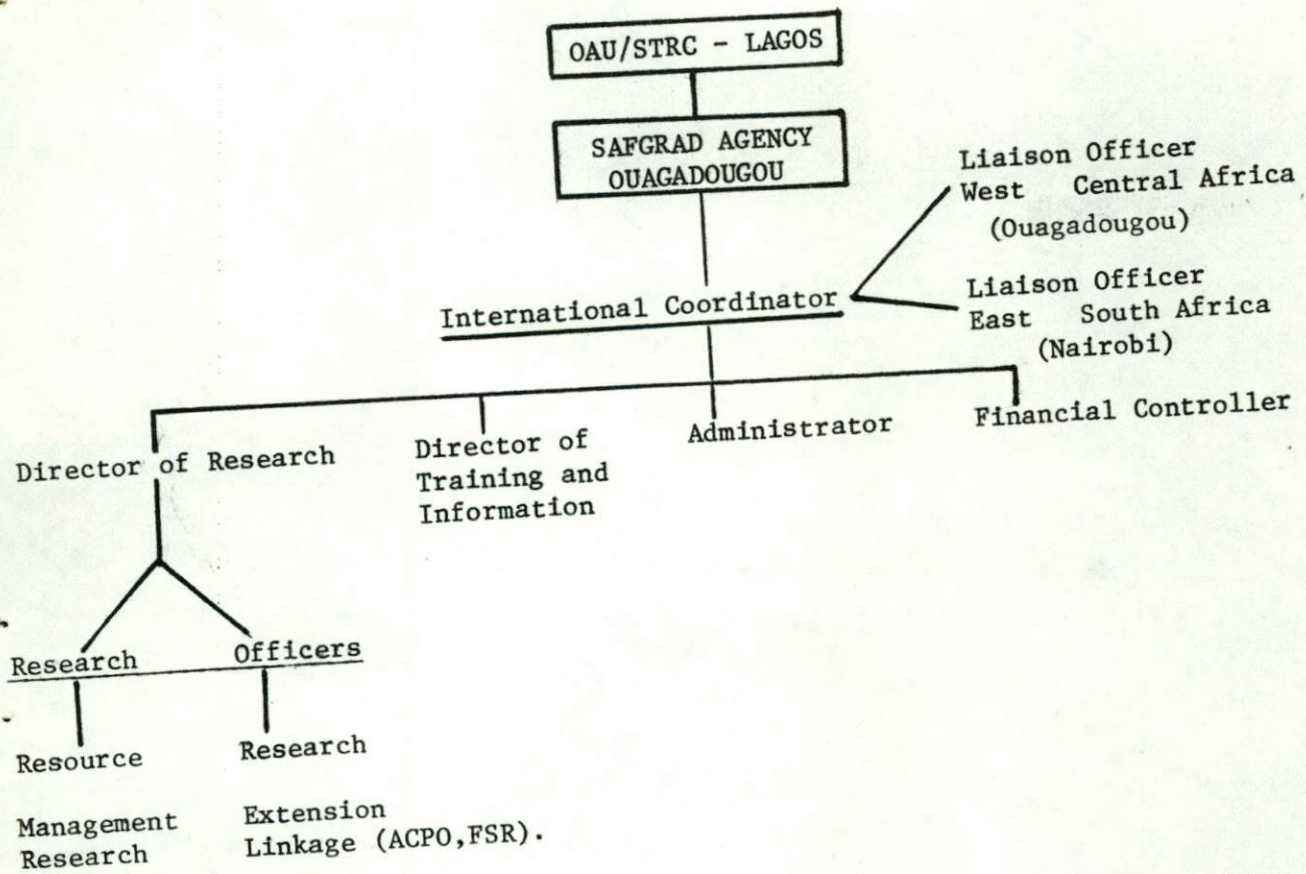 OAU/STRC - LAGOS
SAFGRAD AGENCY
OUAGADOUGOU
Liaison Officer
West Central Africa
(Ouagadougou)
International Coordinator
Liaison Officer
East South Africa
(Nairobi)
Director of Research
Director of
Training and
Information
Administrator
Financial Controller
Research Officers
Resource
Management
Research
Research
Extension
Linkage (ACPO,FSR).